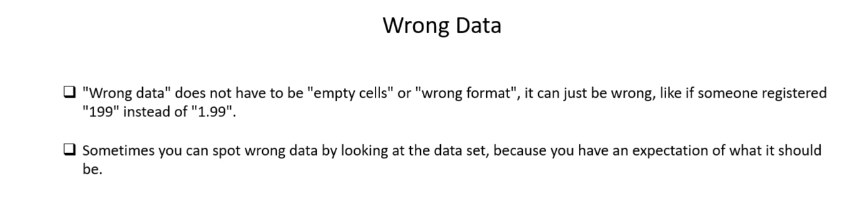 Wrong Data
❑ "Wrong data" does not have to be "empty cells" or "wrong format", it can just be wrong, like if someone registered
"199" instead of "1.99".
❑ Sometimes you can spot wrong data by looking at the data set, because you have an expectation of what it should
be.